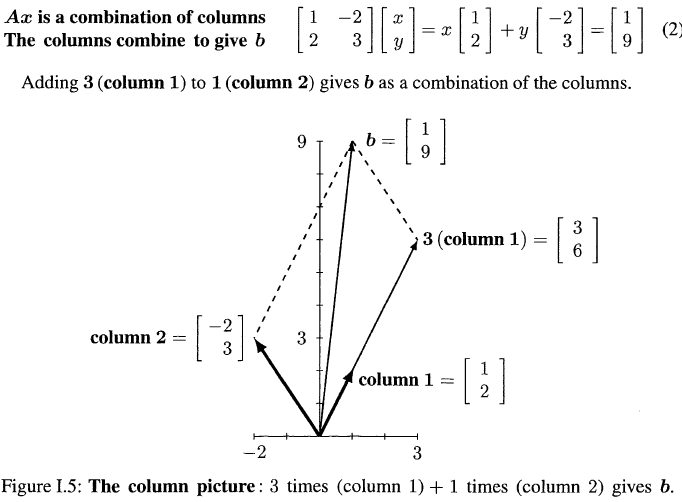 Ax is a combination of columns
The columns combine to give b
[1 -2; 2 3] [x; y] = x [1; 2] + y [-2; 3] = [1; 9] (2)
Adding 3 (column 1) to 1 (column 2) gives b as a combination of the columns.
9
b = [1; 9]
3 (column 1) = [3; 6]
column 2 = [-2; 3]
3
column 1 = [1; 2]
-2
3
Figure I.5: The column picture: 3 times (column 1) + 1 times (column 2) gives b.